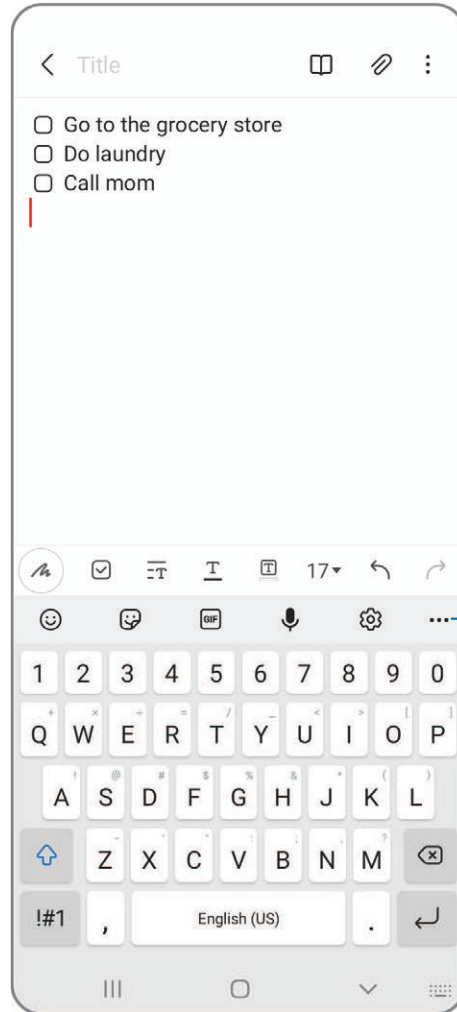 Title
Go to the grocery store
Do laundry
Call mom
T T T 17
GIF
1 2 3 4 5 6 7 8 9 0
+ × ÷ = / _ < > [ ]
Q W E R T Y U I O P
! @ # $ % & * ( )
A S D F G H J K L
- ' " : ; , ?
Z X C V B N M
!#1 , English (US) .